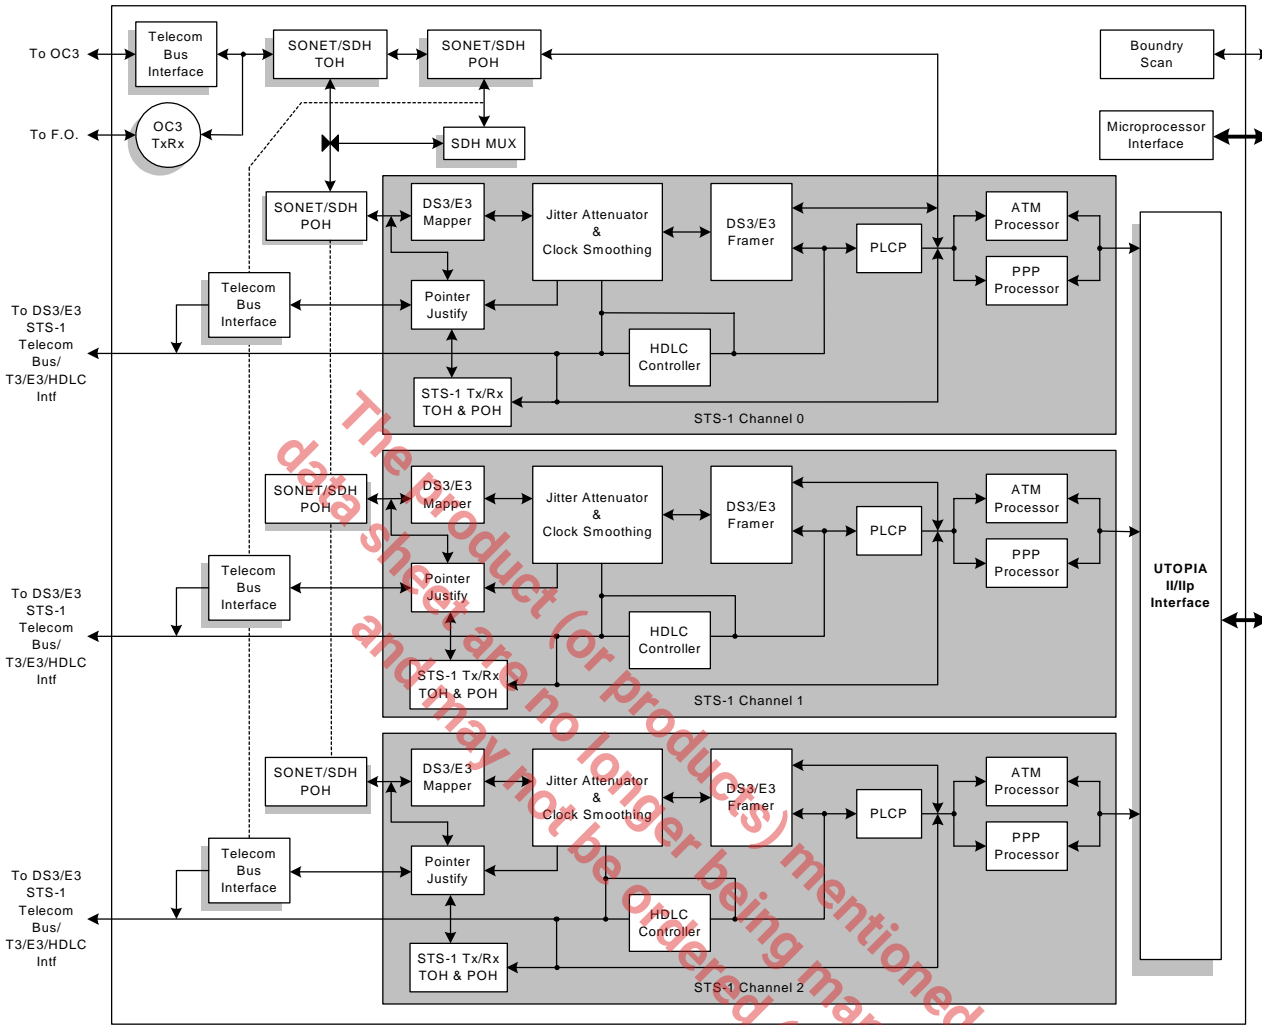 To OC3
Telecom
Bus
Interface
SONET/SDH
TOH
SONET/SDH
POH
Boundry
Scan
To F.O.
OC3
TxRx
SDH MUX
Microprocessor
Interface
SONET/SDH
POH
DS3/E3
Mapper
Jitter Attenuator
&
Clock Smoothing
DS3/E3
Framer
PLCP
ATM
Processor
PPP
Processor
Telecom
Bus
Interface
Pointer
Justify
To DS3/E3
STS-1
Telecom
Bus/
T3/E3/HDLC
Intf
HDLC
Controller
STS-1 Tx/Rx
TOH & POH
STS-1 Channel 0
SONET/SDH
POH
DS3/E3
Mapper
Jitter Attenuator
&
Clock Smoothing
DS3/E3
Framer
PLCP
ATM
Processor
PPP
Processor
Telecom
Bus
Interface
Pointer
Justify
To DS3/E3
STS-1
Telecom
Bus/
T3/E3/HDLC
Intf
HDLC
Controller
STS-1 Tx/Rx
TOH & POH
STS-1 Channel 1
UTOPIA
II/IIp
Interface
SONET/SDH
POH
DS3/E3
Mapper
Jitter Attenuator
&
Clock Smoothing
DS3/E3
Framer
PLCP
ATM
Processor
PPP
Processor
Telecom
Bus
Interface
Pointer
Justify
To DS3/E3
STS-1
Telecom
Bus/
T3/E3/HDLC
Intf
HDLC
Controller
STS-1 Tx/Rx
TOH & POH
STS-1 Channel 2
The product (or products) mentioned
data sheet are no longer being
and may not be ordered